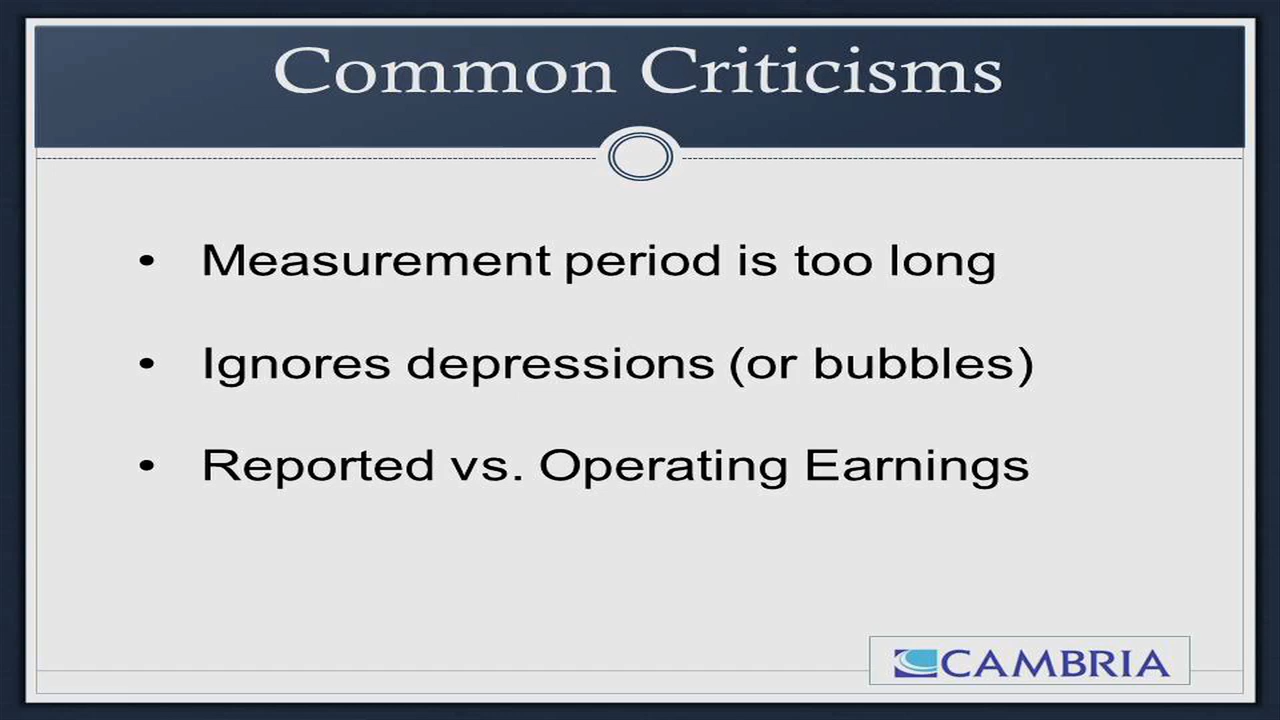 Common Criticisms
• Measurement period is too long
• Ignores depressions (or bubbles)
• Reported vs. Operating Earnings
CAMBRIA